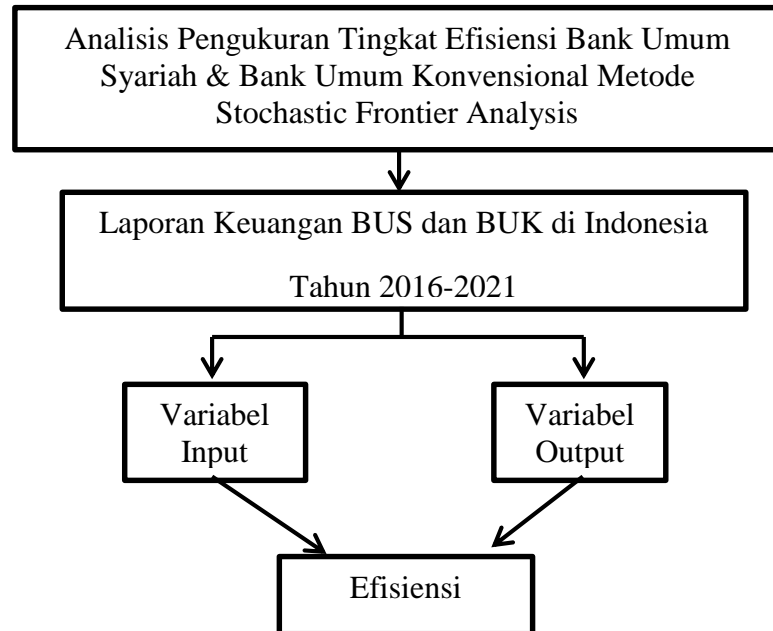 Analisis Pengukuran Tingkat Efisiensi Bank Umum
Syariah & Bank Umum Konvensional Metode
Stochastic Frontier Analysis
Laporan Keuangan BUS dan BUK di Indonesia
Tahun 2016-2021
Variabel
Input
Variabel
Output
Efisiensi